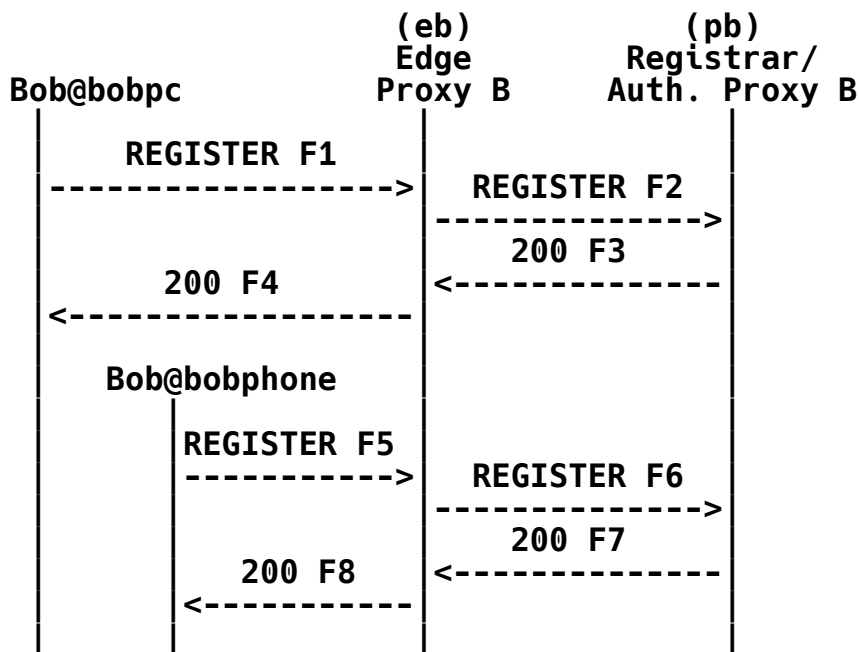 (eb) (pb)
Edge Registrar/
Bob@bobpc Proxy B Auth. Proxy B
REGISTER F1
REGISTER F2
200 F3
200 F4
Bob@bobphone
REGISTER F5
REGISTER F6
200 F7
200 F8